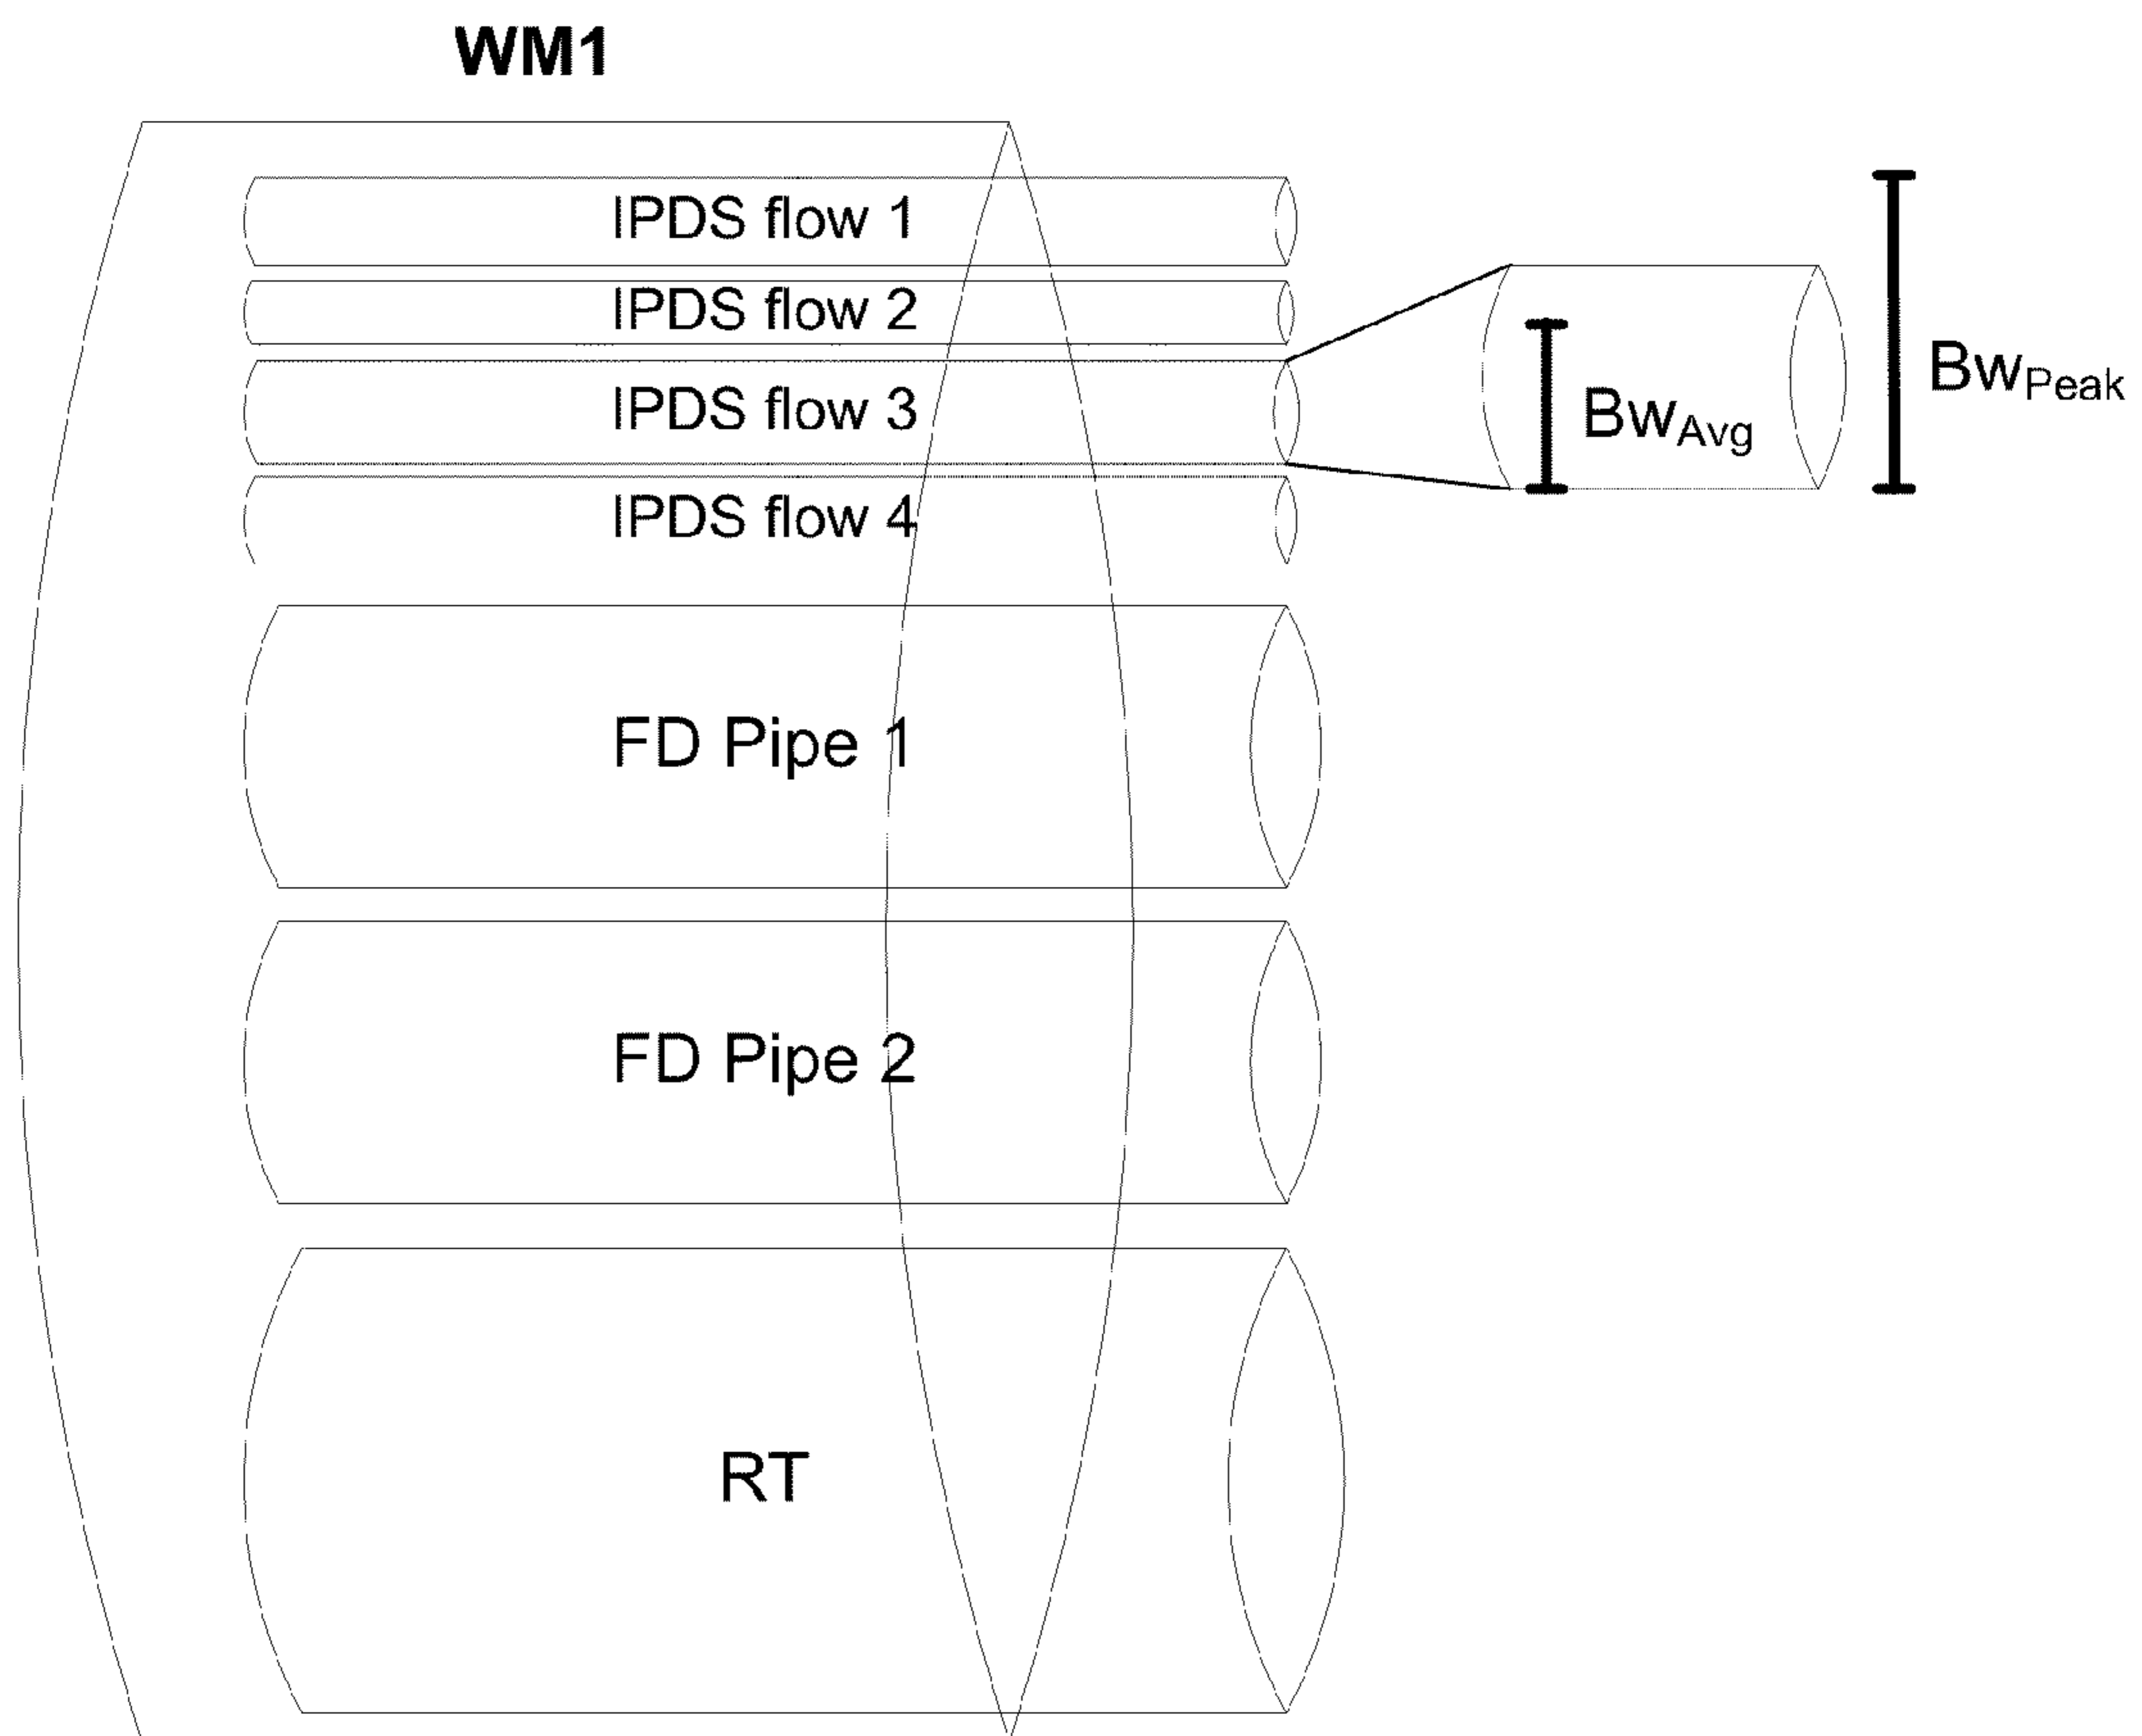 WM1
IPDS flow 1
IPDS flow 2
IPDS flow 3
IPDS flow 4
BwAvg
BwPeak
FD Pipe 1
FD Pipe 2
RT